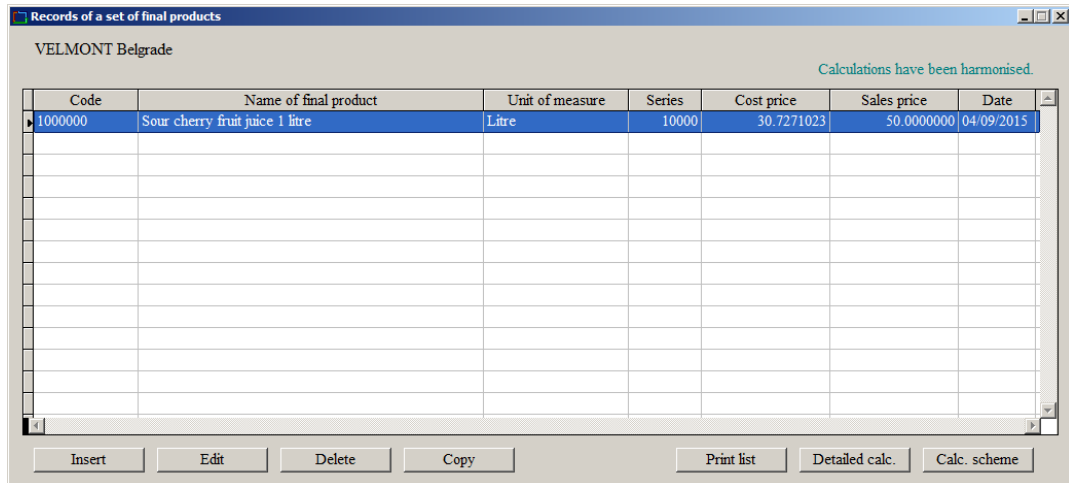 Records of a set of final products
VELMONT Belgrade
Calculations have been harmonised.
Code Name of final product Unit of measure Series Cost price Sales price Date
1000000 Sour cherry fruit juice 1 litre Litre 10000 30.7271023 50.0000000 04/09/2015
Insert Edit Delete Copy Print list Detailed calc. Calc. scheme